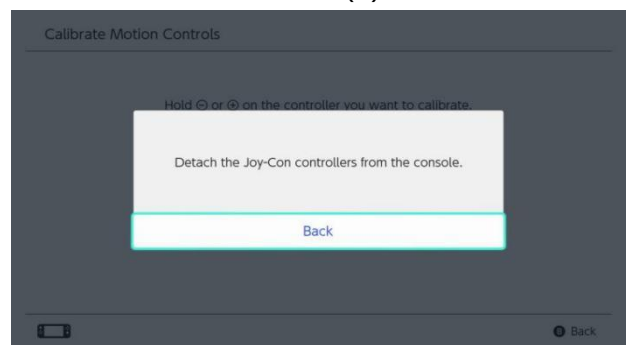 Calibrate Motion Controls
Hold ⊖ or ⊕ on the controller you want to calibrate.
Detach the Joy-Con controllers from the console.
Back
B Back